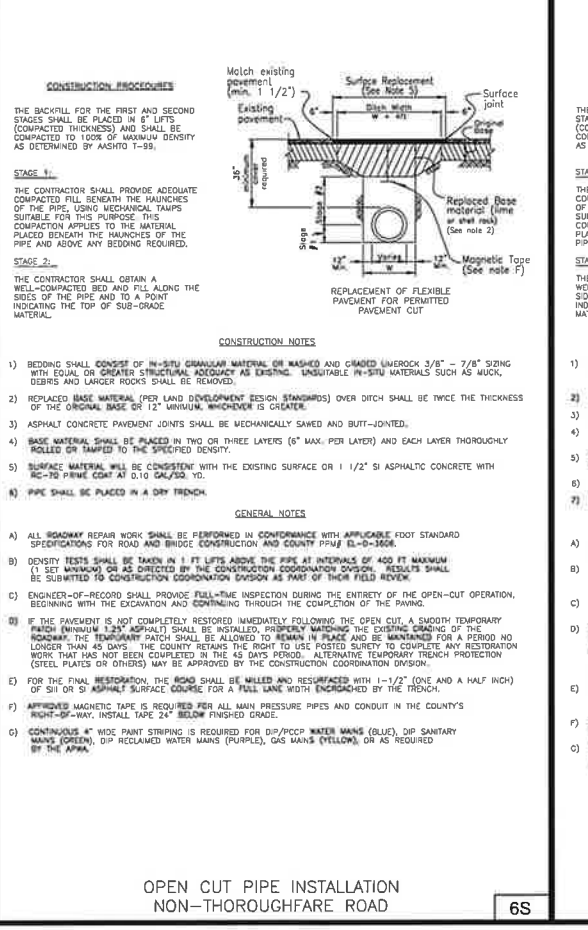 CONSTRUCTION PROCEDURES
THE BACKFILL FOR THE FIRST AND SECOND
STAGES SHALL BE PLACED IN 6" LIFTS
(COMPACTED THICKNESS) AND SHALL BE
COMPACTED TO 100% OF MAXIMUM DENSITY
AS DETERMINED BY AASHTO T-99.
STAGE 1:
THE CONTRACTOR SHALL PROVIDE ADEQUATE
COMPACTED FILL BENEATH THE HAUNCHES
OF THE PIPE, USING MECHANICAL TAMPS
SUITABLE FOR THIS PURPOSE. THIS
COMPACTION APPLIES TO THE MATERIAL
PLACED BENEATH THE HAUNCHES OF THE
PIPE AND ABOVE ANY BEDDING REQUIRED.
STAGE 2:
THE CONTRACTOR SHALL OBTAIN A
WELL-COMPACTED BED AND FILL ALONG THE
SIDES OF THE PIPE AND TO A POINT
INDICATING THE TOP OF SUB-GRADE
MATERIAL.
Match existing
pavement
(min. 1 1/2")
Existing
pavement
Surface Replacement
(See Note 5)
Ditch Width
W + 4ft
6"
6"
Surface
joint
Original
Base
36"
minimum
cover
required
Stage #2
Stage
# 1
Replaced Base
material (lime
or shell rock)
(See note 2)
12"
Min.
Varies
W
12"
Min.
Magnetic Tape
(See note F)
REPLACEMENT OF FLEXIBLE
PAVEMENT FOR PERMITTED
PAVEMENT CUT
CONSTRUCTION NOTES
1) BEDDING SHALL CONSIST OF IN-SITU GRANULAR MATERIAL OR WASHED AND GRADED LIMEROCK 3/8" - 7/8" SIZING
WITH EQUAL OR GREATER STRUCTURAL ADEQUACY AS EXISTING. UNSUITABLE IN-SITU MATERIALS SUCH AS MUCK,
DEBRIS AND LARGER ROCKS SHALL BE REMOVED.
2) REPLACED BASE MATERIAL (PER LAND DEVELOPMENT DESIGN STANDARDS) OVER DITCH SHALL BE TWICE THE THICKNESS
OF THE ORIGINAL BASE OR 12" MINIMUM, WHICHEVER IS GREATER.
3) ASPHALT CONCRETE PAVEMENT JOINTS SHALL BE MECHANICALLY SAWED AND BUTT-JOINTED.
4) BASE MATERIAL SHALL BE PLACED IN TWO OR THREE LAYERS (6" MAX. PER LAYER) AND EACH LAYER THOROUGHLY
ROLLED OR TAMPED TO THE SPECIFIED DENSITY.
5) SURFACE MATERIAL WILL BE CONSISTENT WITH THE EXISTING SURFACE OR 1 1/2" SI ASPHALTIC CONCRETE WITH
RC-70 PRIME COAT AT 0.10 GAL/SQ. YD.
6) PIPE SHALL BE PLACED IN A DRY TRENCH.
GENERAL NOTES
A) ALL ROADWAY REPAIR WORK SHALL BE PERFORMED IN CONFORMANCE WITH APPLICABLE FDOT STANDARD
SPECIFICATIONS FOR ROAD AND BRIDGE CONSTRUCTION AND COUNTY PPM# EL-O-3605.
B) DENSITY TESTS SHALL BE TAKEN IN 1 FT LIFTS ABOVE THE PIPE AT INTERVALS OF 400 FT MAXIMUM
(1 SET MINIMUM) OR AS DIRECTED BY THE CONSTRUCTION COORDINATION DIVISION. RESULTS SHALL
BE SUBMITTED TO CONSTRUCTION COORDINATION DIVISION AS PART OF THEIR FIELD REVIEW.
C) ENGINEER-OF-RECORD SHALL PROVIDE FULL-TIME INSPECTION DURING THE ENTIRETY OF THE OPEN-CUT OPERATION,
BEGINNING WITH THE EXCAVATION AND CONTINUING THROUGH THE COMPLETION OF THE PAVING.
D) IF THE PAVEMENT IS NOT COMPLETELY RESTORED IMMEDIATELY FOLLOWING THE OPEN CUT, A SMOOTH TEMPORARY
PATCH (MINIMUM 1.25" ASPHALT) SHALL BE INSTALLED, PROPERLY MATCHING THE EXISTING GRADING OF THE
ROADWAY. THE TEMPORARY PATCH SHALL BE ALLOWED TO REMAIN IN PLACE AND BE MAINTAINED FOR A PERIOD NO
LONGER THAN 45 DAYS. THE COUNTY RETAINS THE RIGHT TO USE POSTED SURETY TO COMPLETE ANY RESTORATION
WORK THAT HAS NOT BEEN COMPLETED IN THE 45 DAYS PERIOD. ALTERNATIVE TEMPORARY TRENCH PROTECTION
(STEEL PLATES OR OTHERS) MAY BE APPROVED BY THE CONSTRUCTION COORDINATION DIVISION.
E) FOR THE FINAL RESTORATION, THE ROAD SHALL BE MILLED AND RESURFACED WITH 1-1/2" (ONE AND A HALF INCH)
OF SIII OR SI ASPHALT SURFACE COURSE FOR A FULL LANE WIDTH ENCROACHED BY THE TRENCH.
F) APPROVED MAGNETIC TAPE IS REQUIRED FOR ALL MAIN PRESSURE PIPES AND CONDUIT IN THE COUNTY'S
RIGHT-OF-WAY. INSTALL TAPE 24" BELOW FINISHED GRADE.
G) CONTINUOUS 4" WIDE PAINT STRIPING IS REQUIRED FOR DIP/PCCP WATER MAINS (BLUE), DIP SANITARY
MAINS (GREEN), DIP RECLAIMED WATER MAINS (PURPLE), GAS MAINS (YELLOW), OR AS REQUIRED
BY THE APWA.
OPEN CUT PIPE INSTALLATION
NON-THOROUGHFARE ROAD
6S
1)
2)
3)
4)
5)
6)
7)
A)
B)
C)
D)
E)
F)